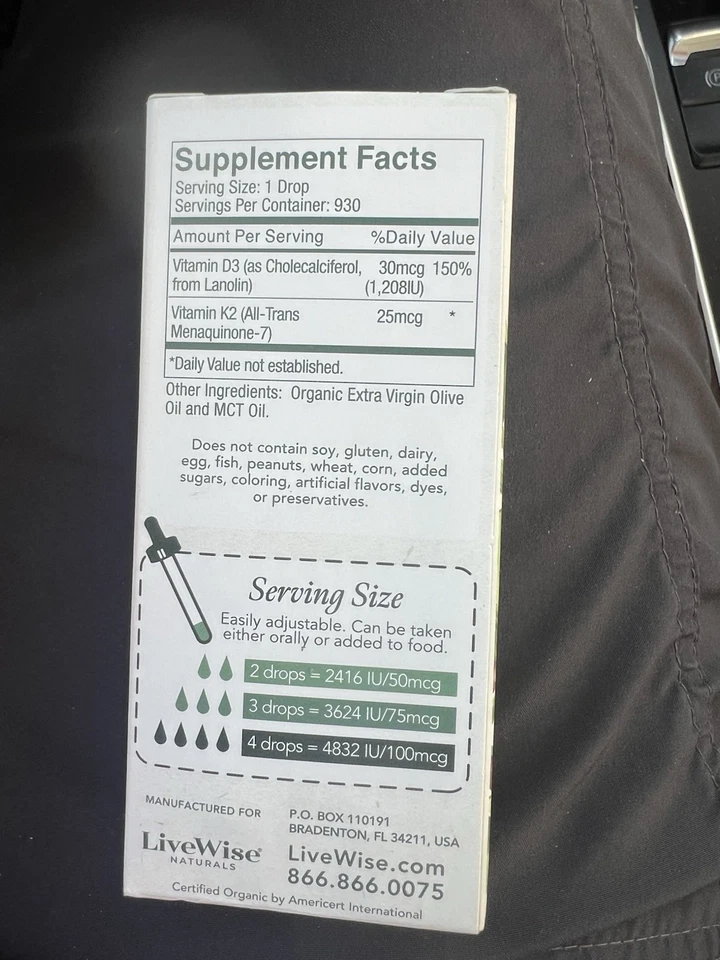 Supplement Facts
Serving Size: 1 Drop
Servings Per Container: 930
Amount Per Serving %Daily Value
Vitamin D3 (as Cholecalciferol, 30mcg 150%
from Lanolin) (1,208IU)
Vitamin K2 (All-Trans 25mcg *
Menaquinone-7)
*Daily Value not established.
Other Ingredients: Organic Extra Virgin Olive
Oil and MCT Oil.
Does not contain soy, gluten, dairy,
egg, fish, peanuts, wheat, corn, added
sugars, coloring, artificial flavors, dyes,
or preservatives.
Serving Size
Easily adjustable. Can be taken
either orally or added to food.
2 drops = 2416 IU/50mcg
3 drops = 3624 IU/75mcg
4 drops = 4832 IU/100mcg
MANUFACTURED FOR
LiveWise®
NATURALS
P.O. BOX 110191
BRADENTON, FL 34211, USA
LiveWise.com
866.866.0075
Certified Organic by Americert International